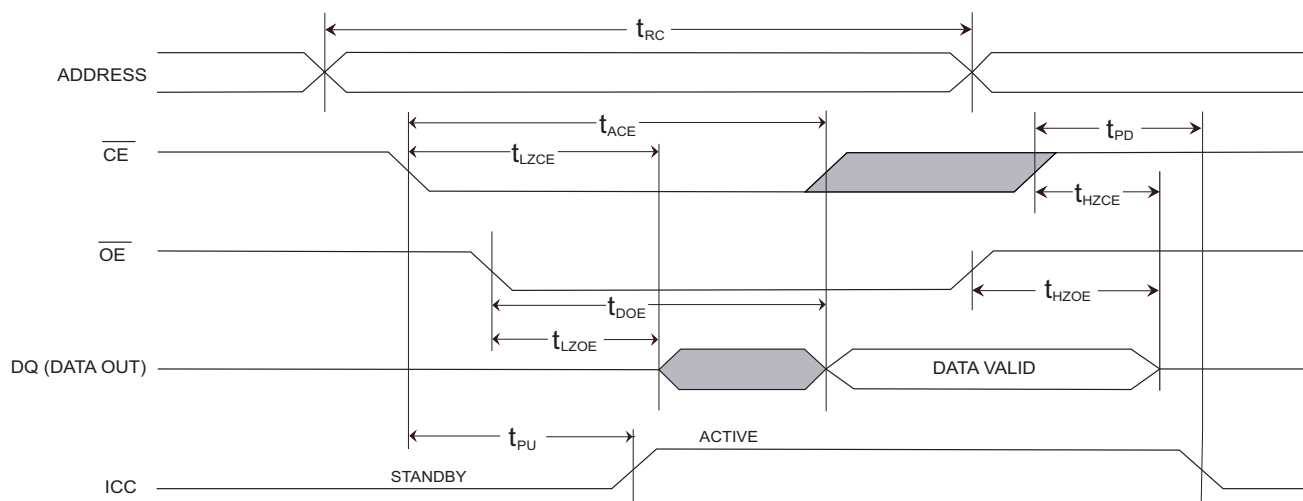 tRC
ADDRESS
tACE
tPD
CE
tLZCE
tHZCE
OE
tHZOE
tDOE
tLZOE
DQ (DATA OUT)
DATA VALID
tPU
ACTIVE
STANDBY
ICC